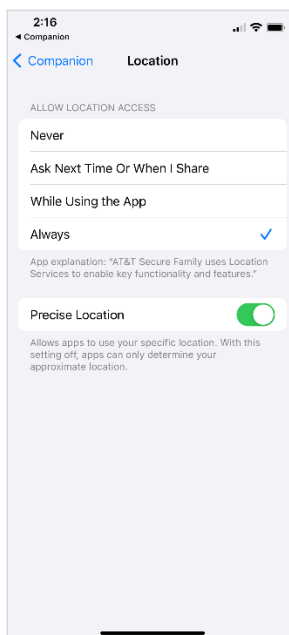 2:16
Companion
Companion
Location
ALLOW LOCATION ACCESS
Never
Ask Next Time Or When I Share
While Using the App
Always
App explanation: “AT&T Secure Family uses Location
Services to enable key functionality and features.”
Precise Location
Allows apps to use your specific location. With this
setting off, apps can only determine your
approximate location.